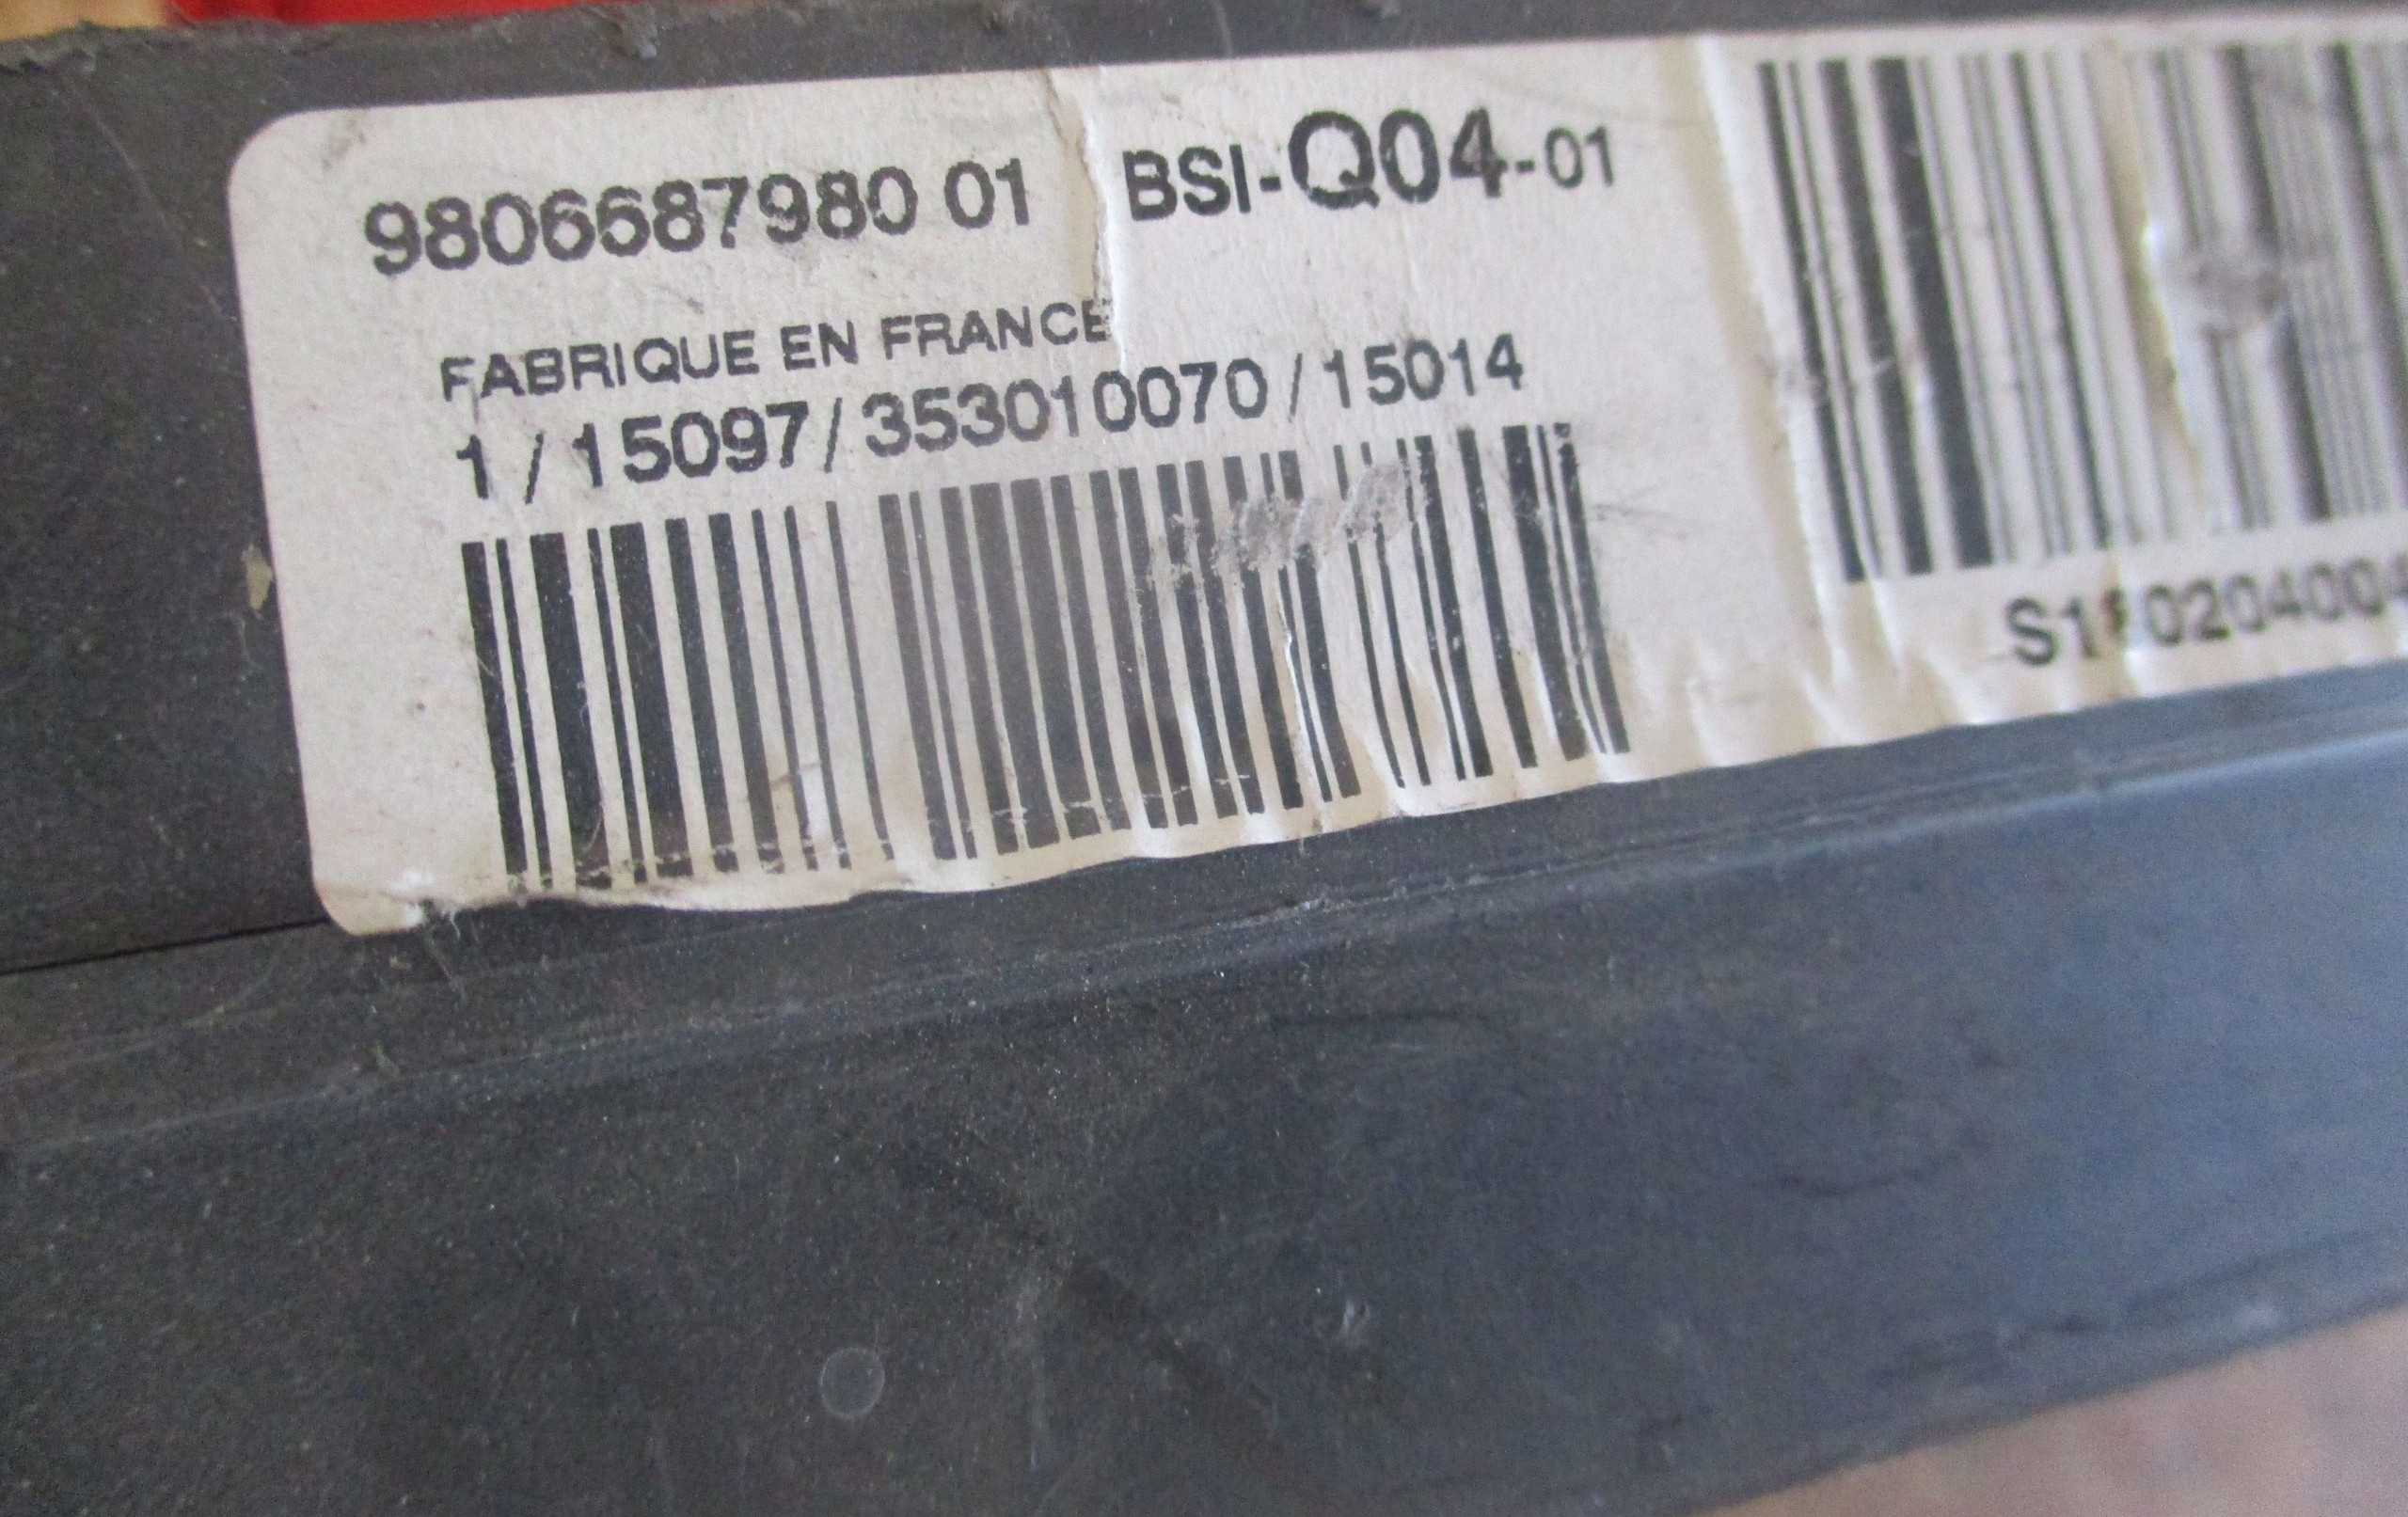 9806687980 01 BSI-Q04-01
FABRIQUE EN FRANCE
1 / 15097 / 353010070 / 15014